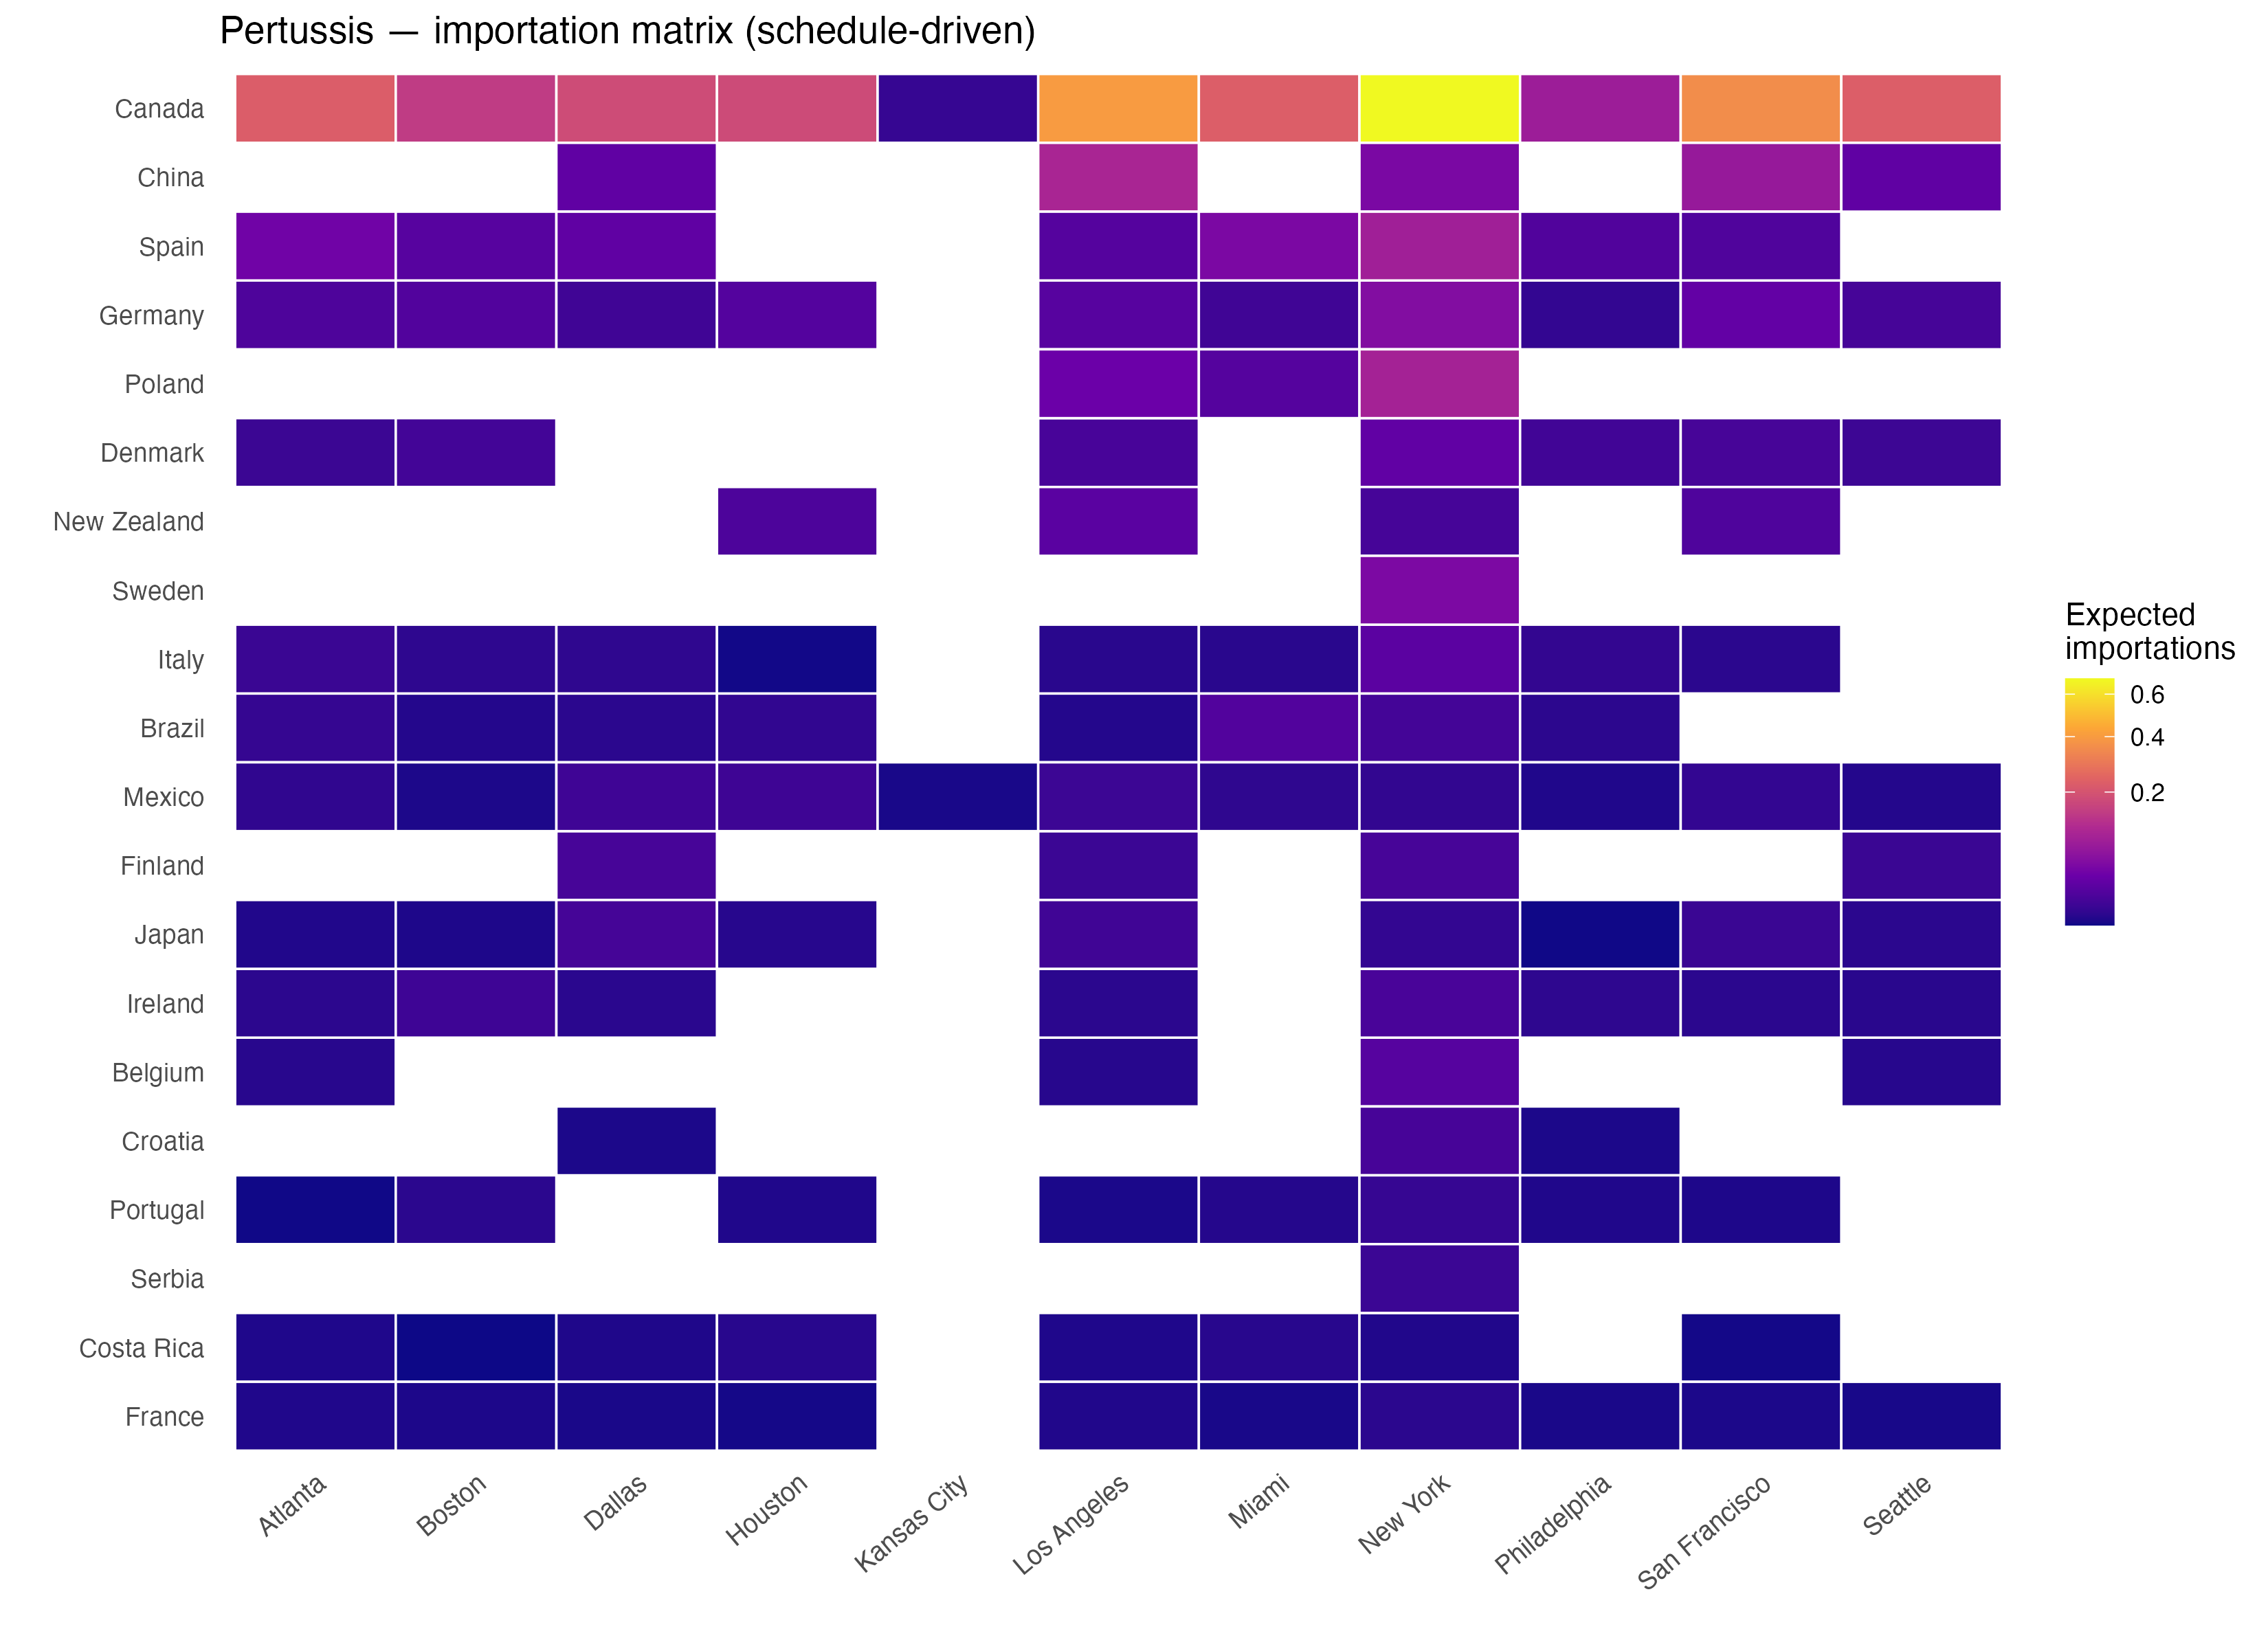 Pertussis — importation matrix (schedule-driven)
Canada
China
Spain
Germany
Poland
Denmark
New Zealand
Sweden
Italy
Brazil
Mexico
Finland
Japan
Ireland
Belgium
Croatia
Portugal
Serbia
Costa Rica
France
Atlanta
Boston
Dallas
Houston
Kansas City
Los Angeles
Miami
New York
Philadelphia
San Francisco
Seattle
Expected
importations
0.6
0.4
0.2